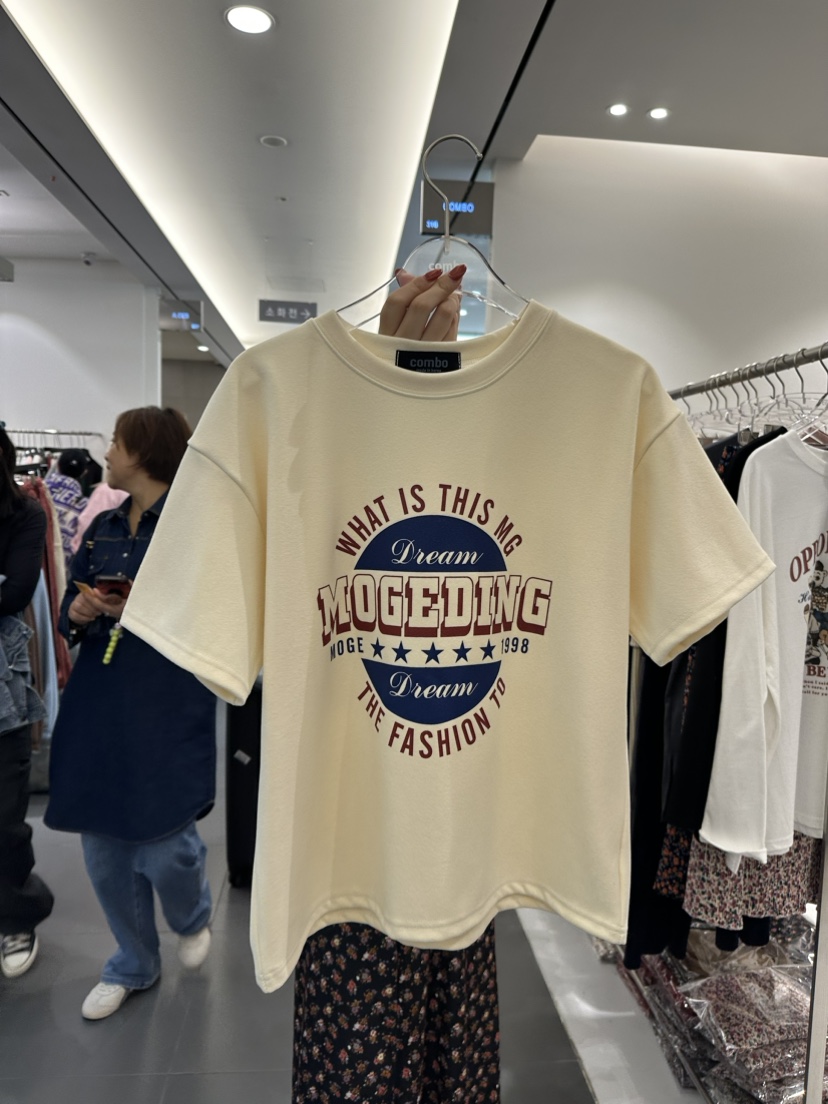 COMBO
소화전→
combo
WHAT IS THIS MG
Dream
MOGEDING
MOGE ★★★★★ 1998
Dream
THE FASHION TO